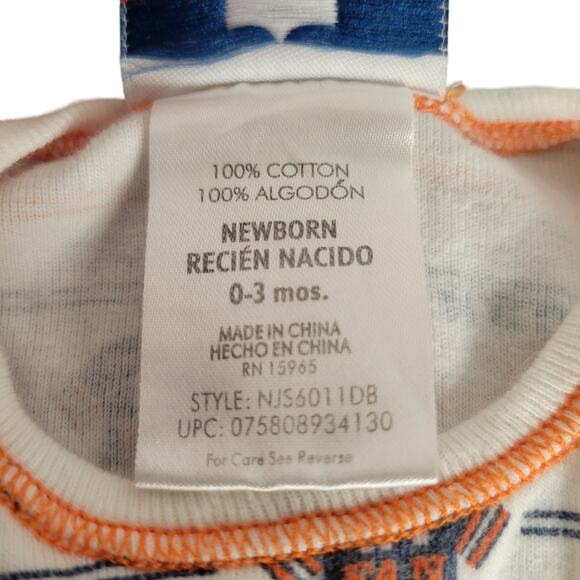 100% COTTON
100% ALGODÓN
NEWBORN
RECIÉN NACIDO
0-3 mos.
MADE IN CHINA
HECHO EN CHINA
RN 15965
STYLE: NJS6011DB
UPC: 075808934130
For Care See Reverse
FAN